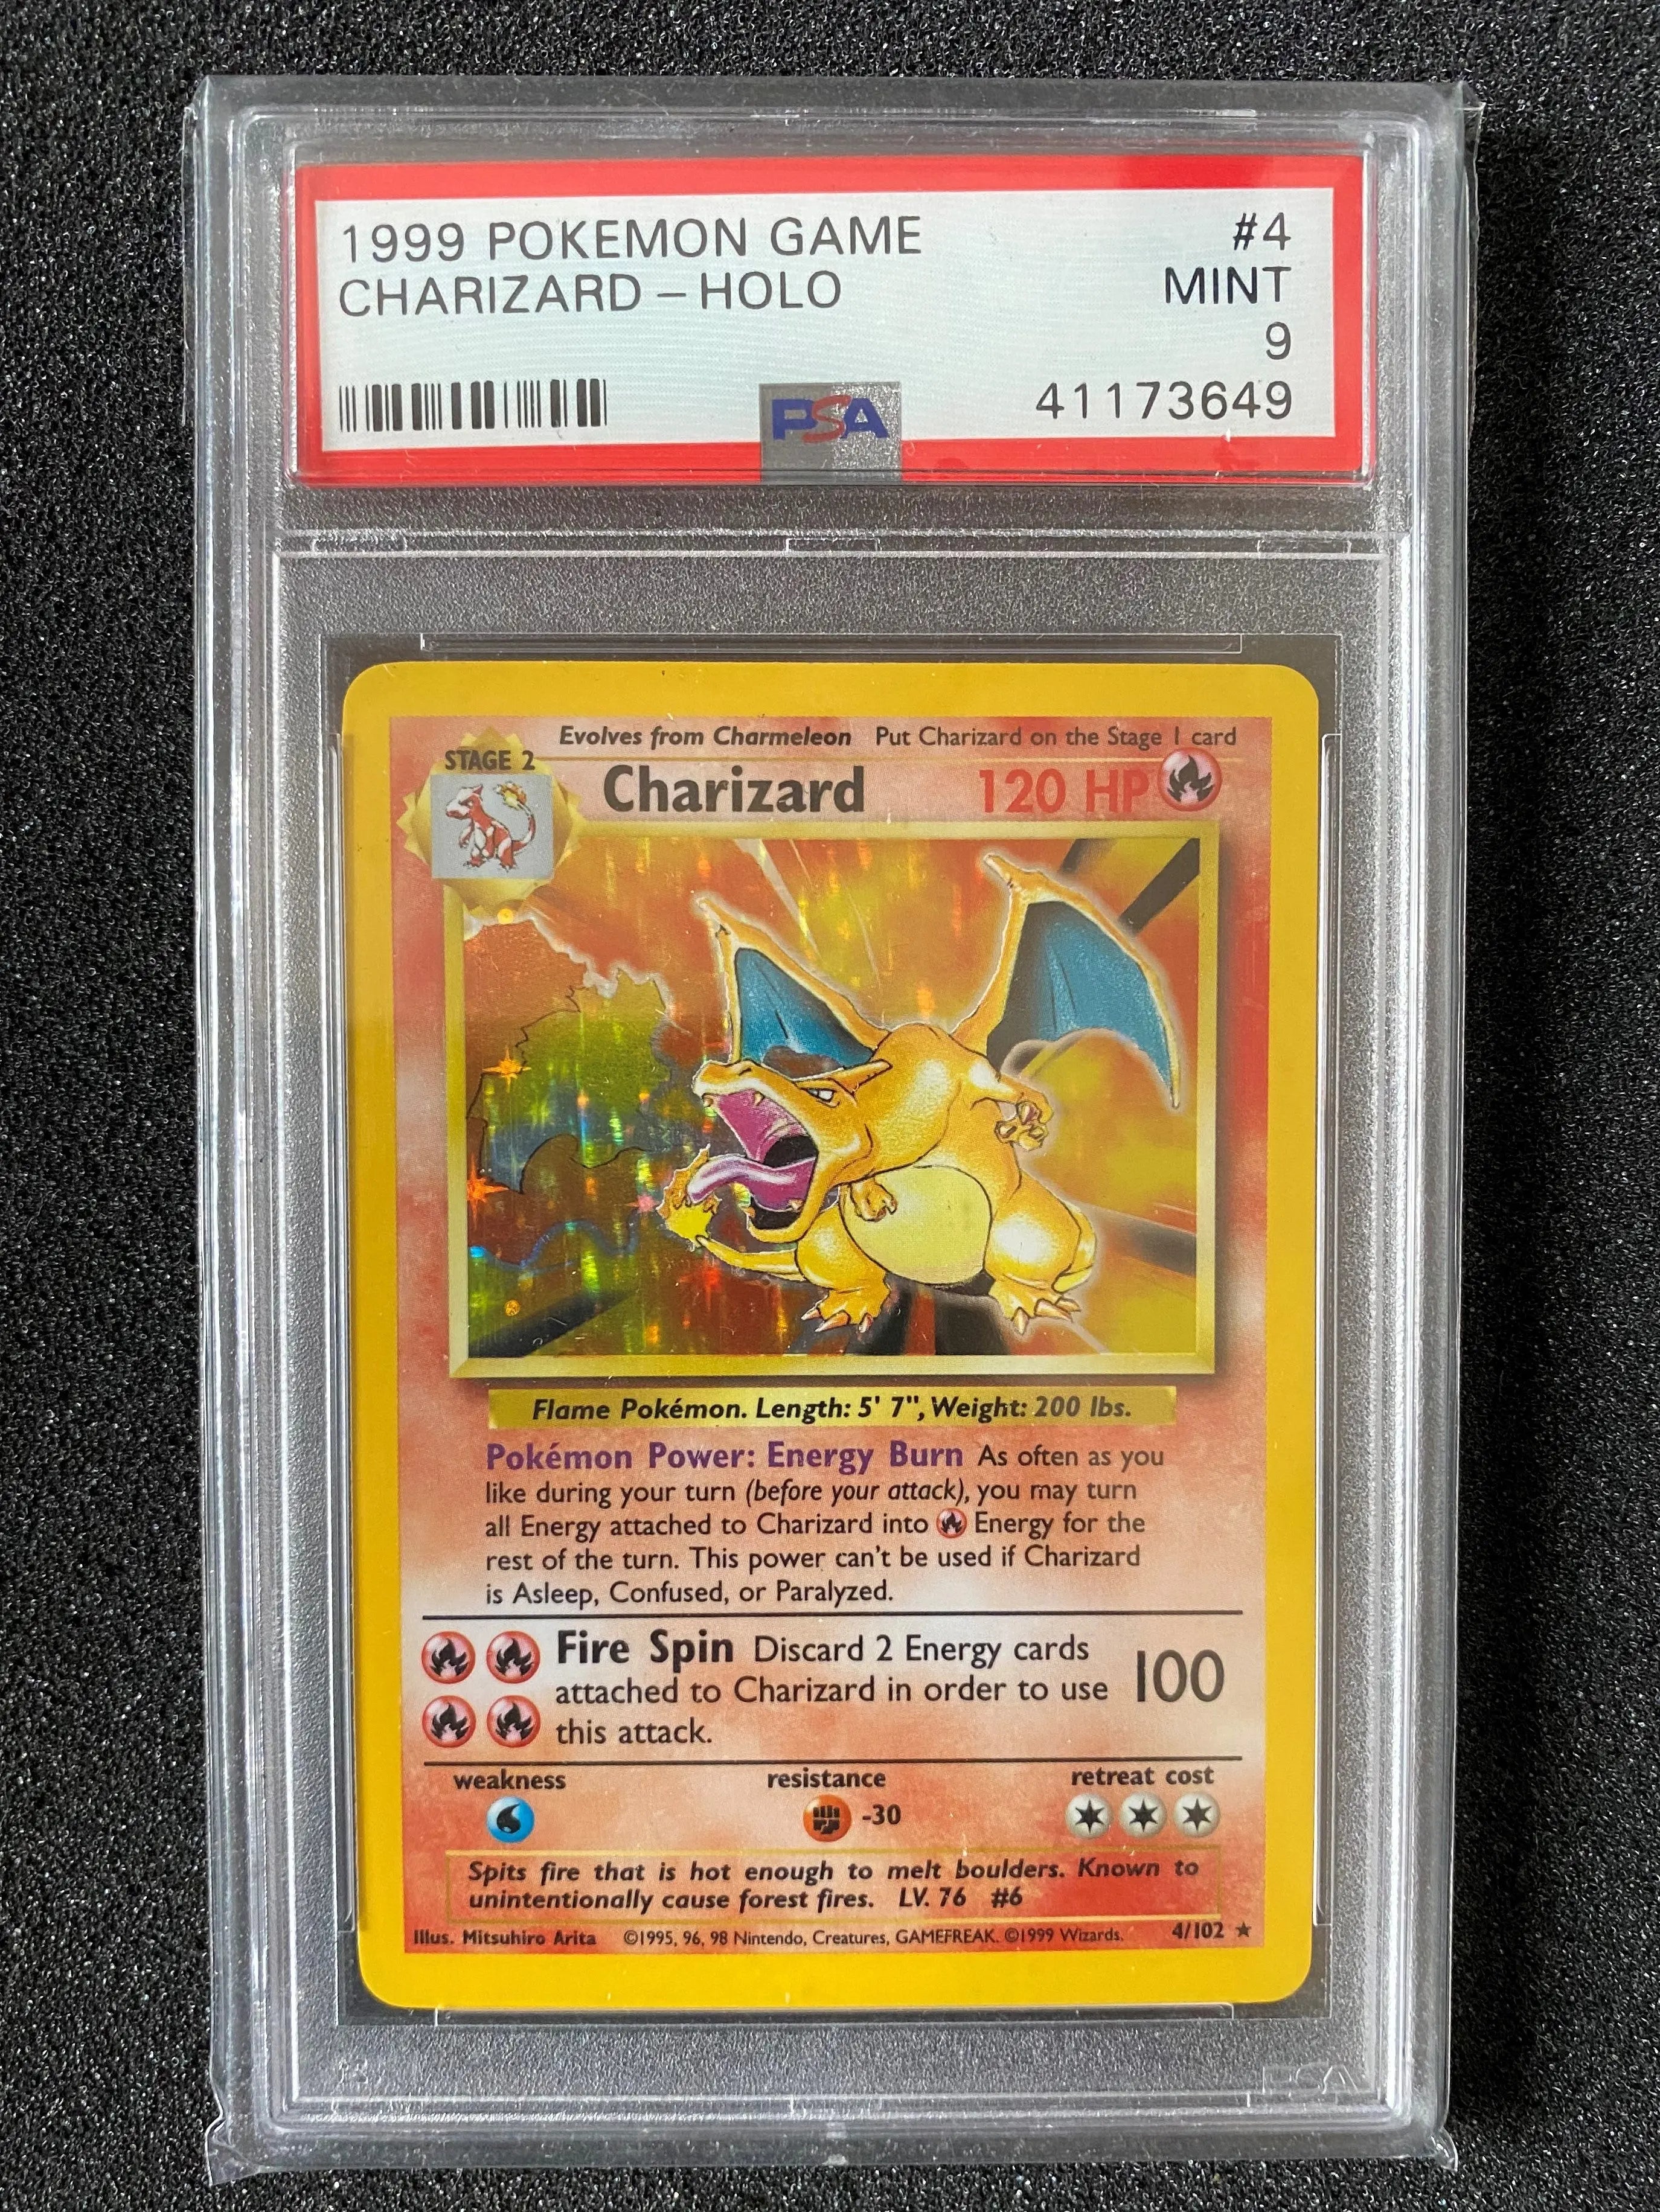 1999 POKEMON GAME #4
CHARIZARD - HOLO MINT
9
PSA 41173649
Evolves from Charmeleon Put Charizard on the Stage 1 card
STAGE 2
Charizard 120 HP
Flame Pokémon. Length: 5' 7", Weight: 200 lbs.
Pokémon Power: Energy Burn As often as you
like during your turn (before your attack), you may turn
all Energy attached to Charizard into Energy for the
rest of the turn. This power can't be used if Charizard
is Asleep, Confused, or Paralyzed.
Fire Spin Discard 2 Energy cards
attached to Charizard in order to use 100
this attack.
weakness resistance retreat cost
-30
Spits fire that is hot enough to melt boulders. Known to
unintentionally cause forest fires. LV. 76 #6
Illus. Mitsuhiro Arita ©1995, 96, 98 Nintendo, Creatures, GAMEFREAK. ©1999 Wizards. 4/102 ★
PSA